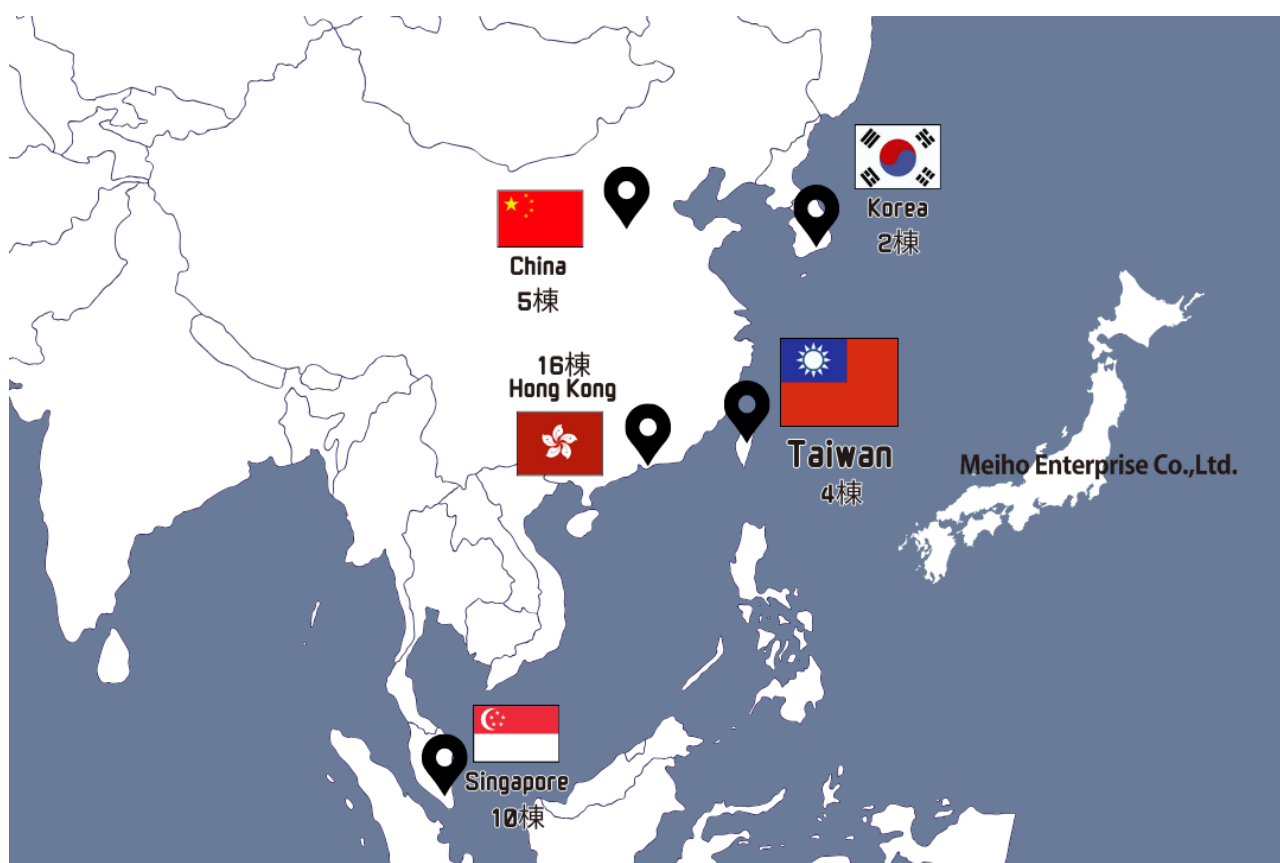 Korea
2棟
China
5棟
16棟
Hong Kong
Taiwan
4棟
Meiho Enterprise Co.,Ltd.
Singapore
10棟